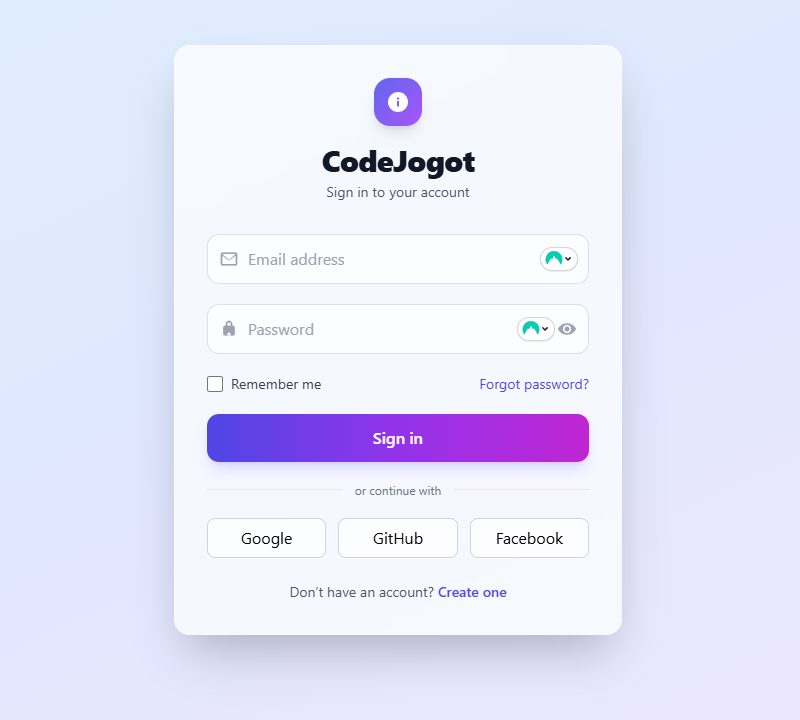 CodeJogot
Sign in to your account
Email address
Password
Remember me Forgot password?
Sign in
or continue with
Google GitHub Facebook
Don’t have an account? Create one